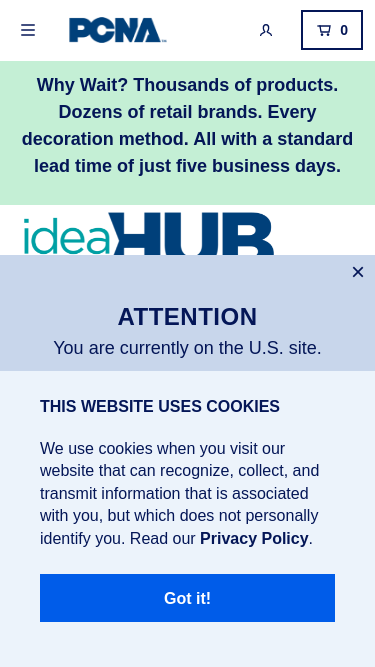 PCNA
0
Why Wait? Thousands of products.
Dozens of retail brands. Every
decoration method. All with a standard
lead time of just five business days.
ideaHUB
ATTENTION
You are currently on the U.S. site.
THIS WEBSITE USES COOKIES
We use cookies when you visit our
website that can recognize, collect, and
transmit information that is associated
with you, but which does not personally
identify you. Read our Privacy Policy.
Got it!